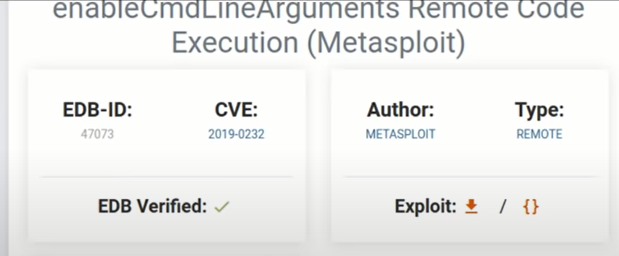 enableCmdLineArguments Remote Code
Execution (Metasploit)
EDB-ID:
47073
CVE:
2019-0232
Author:
METASPLOIT
Type:
REMOTE
EDB Verified:
Exploit: / {}